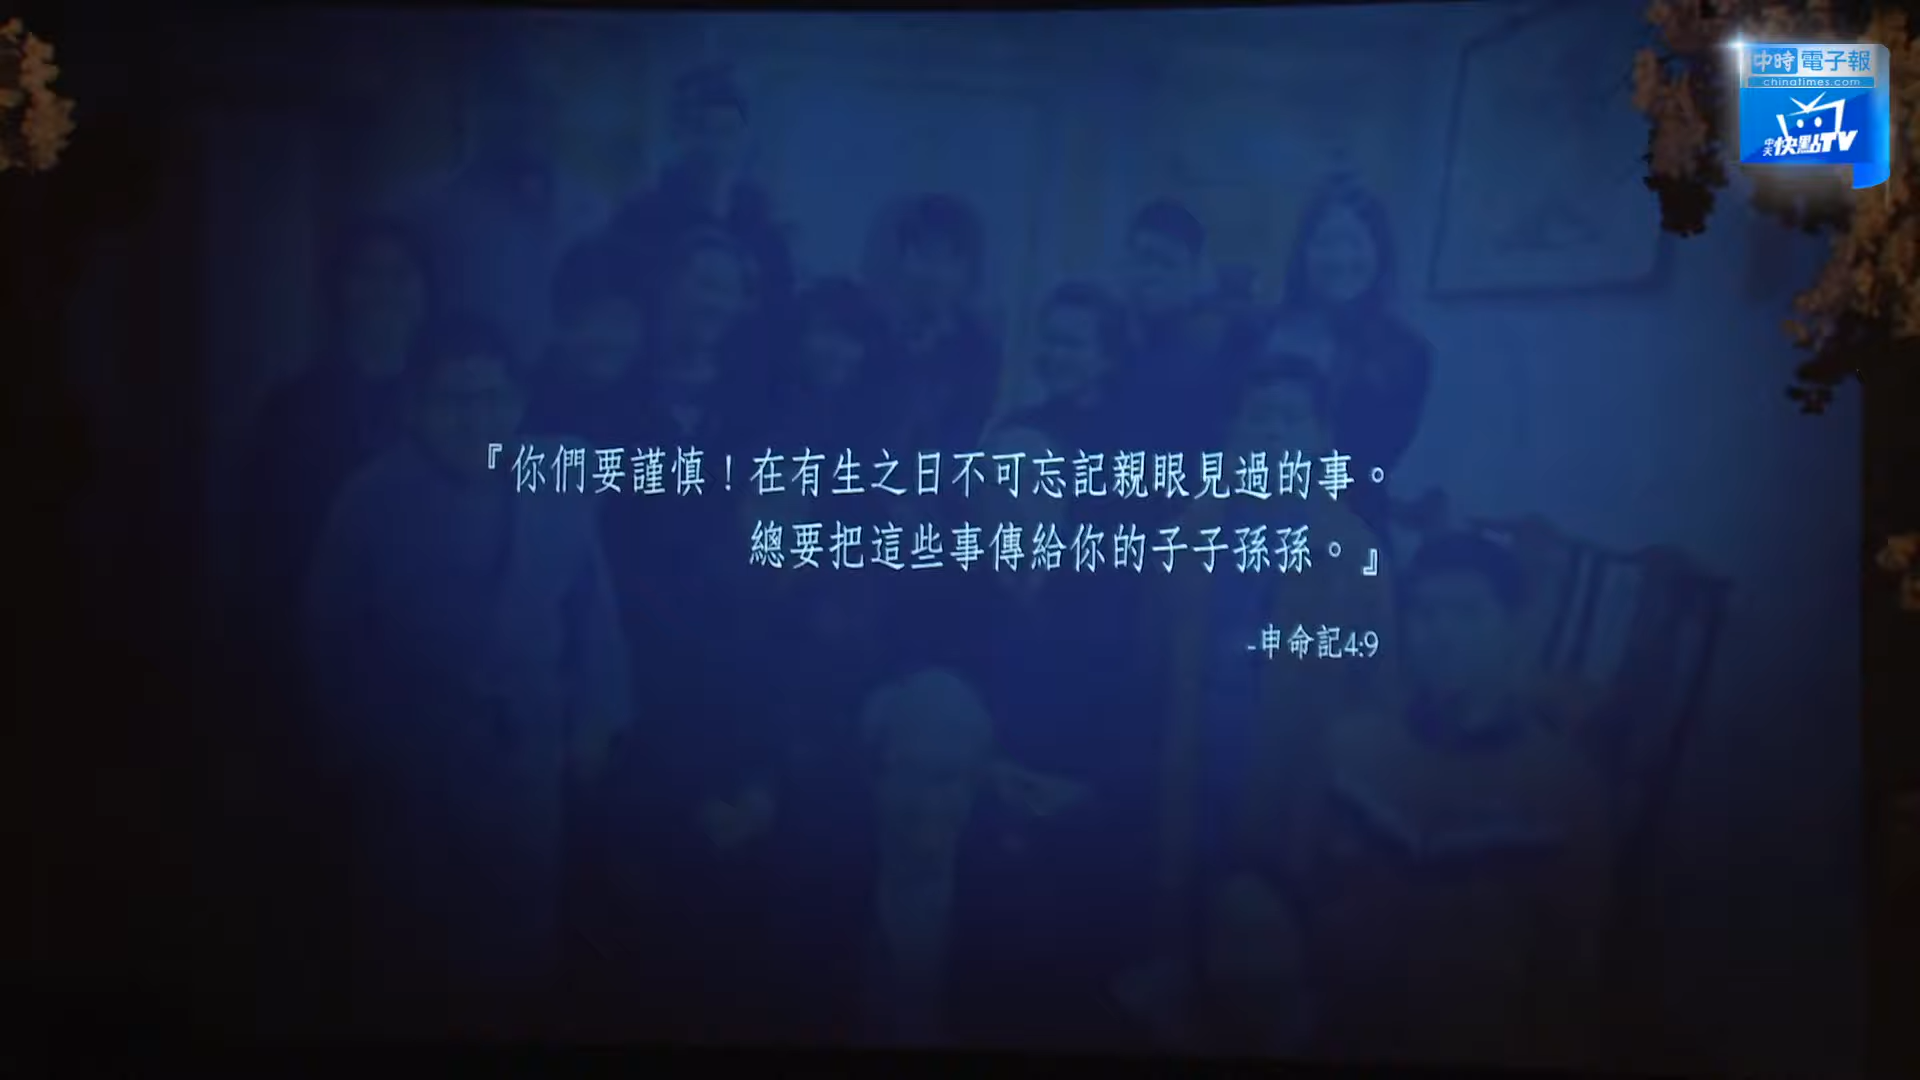 中時電子報
chinatimes.com
中天快點TV
『你們要謹慎！在有生之日不可忘記親眼見過的事。
總要把這些事傳給你的子子孫孫。』
-申命記4:9